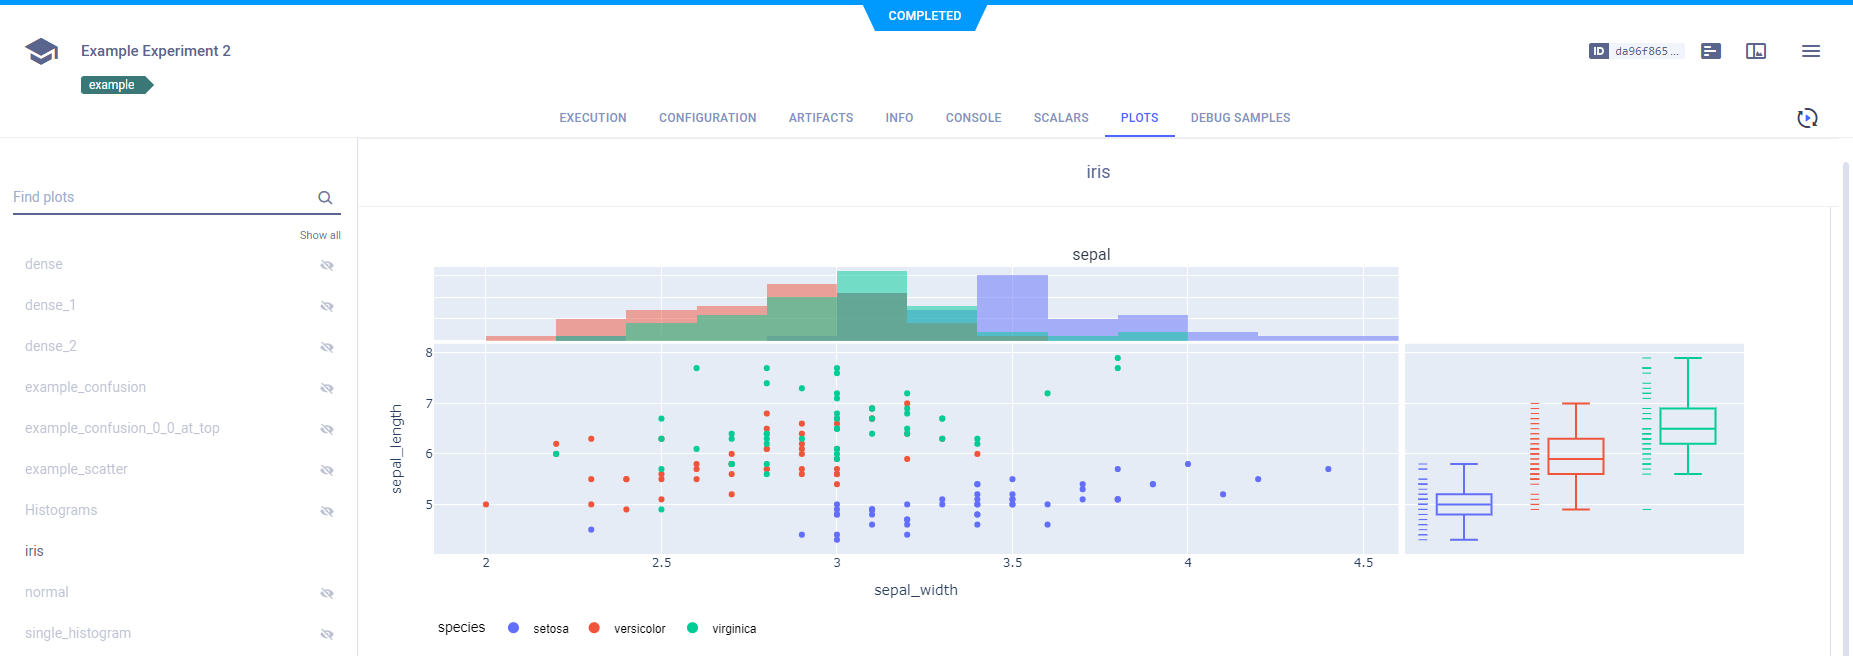 COMPLETED
Example Experiment 2
ID da96f865 ...
example
EXECUTION CONFIGURATION ARTIFACTS INFO CONSOLE SCALARS PLOTS DEBUG SAMPLES
iris
Find plots
Show all
dense
dense_1
dense_2
example_confusion
example_confusion_0_0_at_top
example_scatter
Histograms
iris
normal
single_histogram
sepal
sepal_length
8
7
6
5
2 2.5 3 3.5 4 4.5
sepal_width
species setosa versicolor virginica